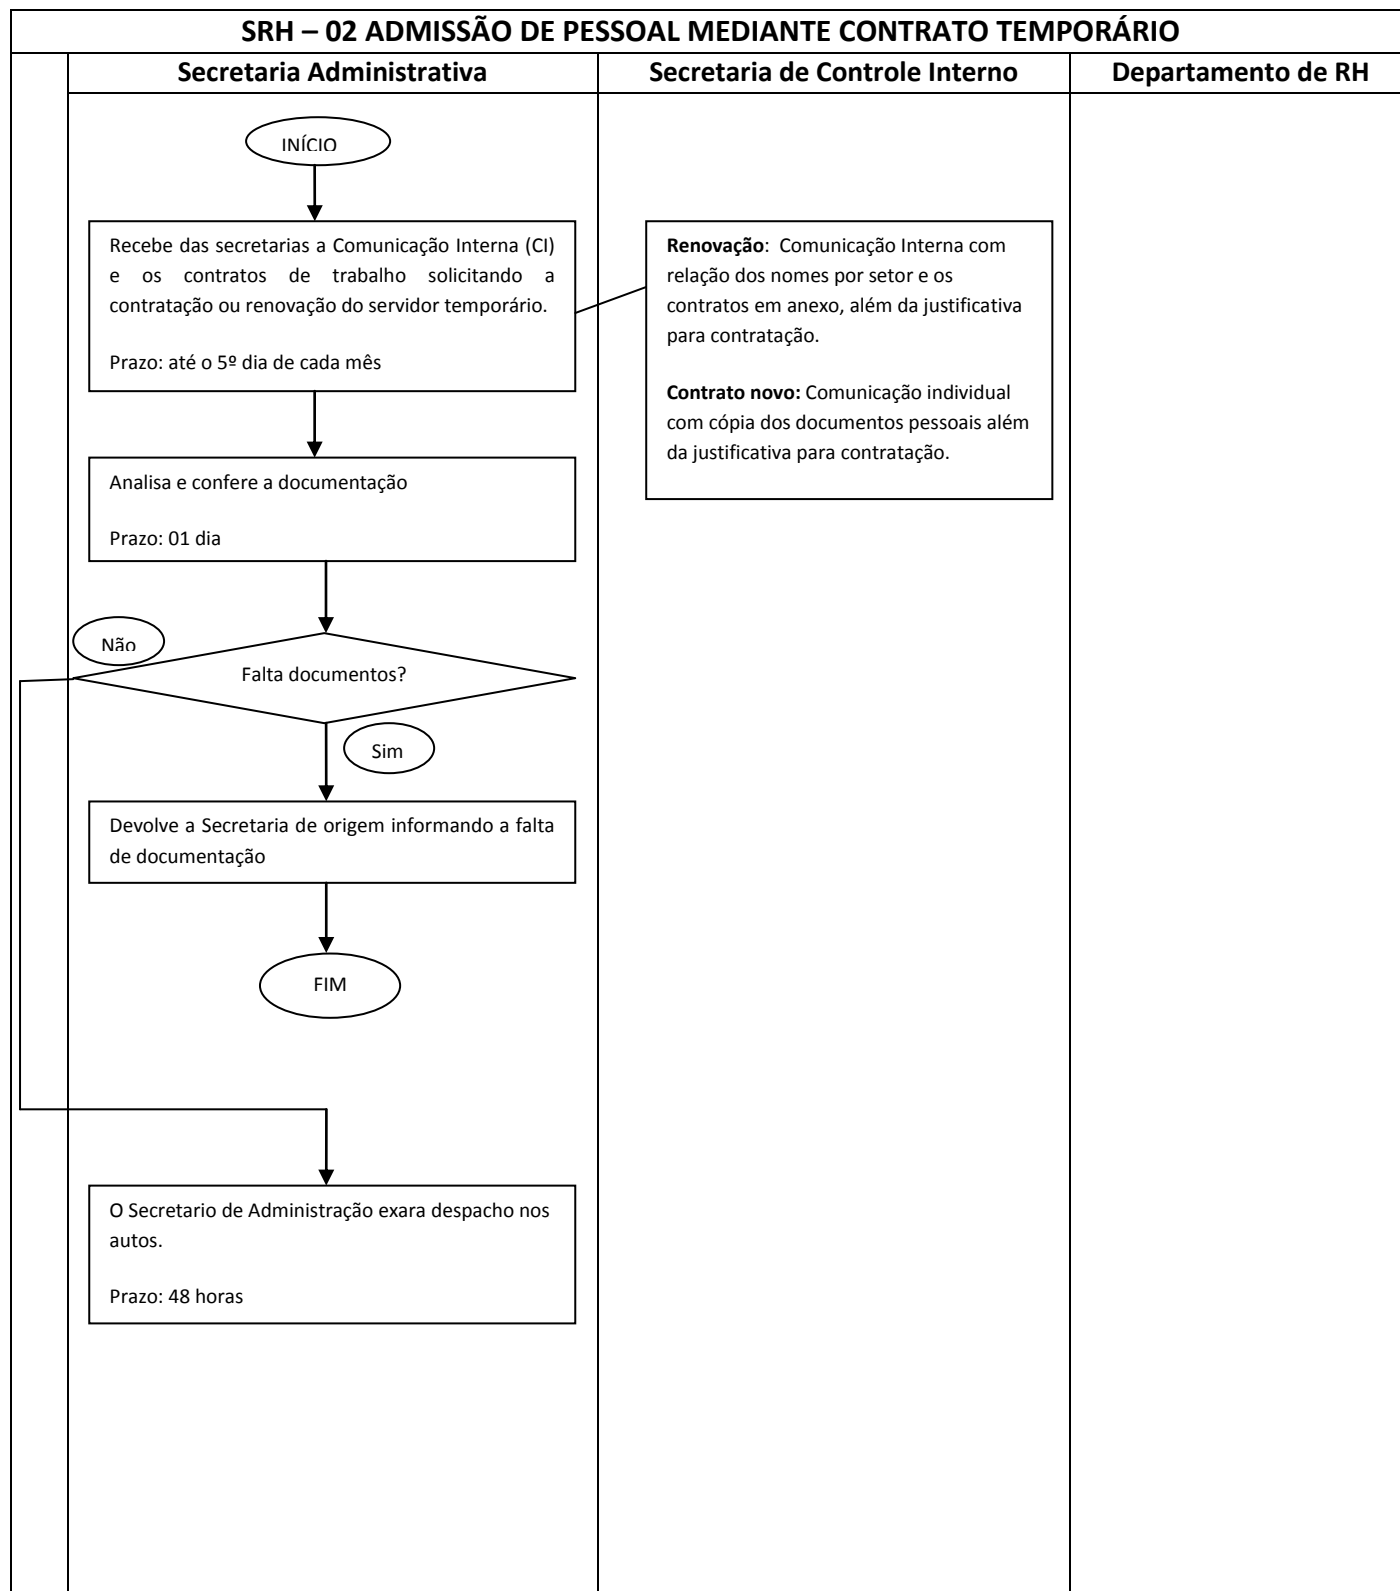 SRH – 02 ADMISSÃO DE PESSOAL MEDIANTE CONTRATO TEMPORÁRIO
Secretaria Administrativa
Secretaria de Controle Interno
Departamento de RH
INÍCIO
Recebe das secretarias a Comunicação Interna (CI)
e os contratos de trabalho solicitando a
contratação ou renovação do servidor temporário.
Prazo: até o 5º dia de cada mês
Renovação: Comunicação Interna com
relação dos nomes por setor e os
contratos em anexo, além da justificativa
para contratação.
Contrato novo: Comunicação individual
com cópia dos documentos pessoais além
da justificativa para contratação.
Analisa e confere a documentação
Prazo: 01 dia
Não
Falta documentos?
Sim
Devolve a Secretaria de origem informando a falta
de documentação
FIM
O Secretario de Administração exara despacho nos
autos.
Prazo: 48 horas